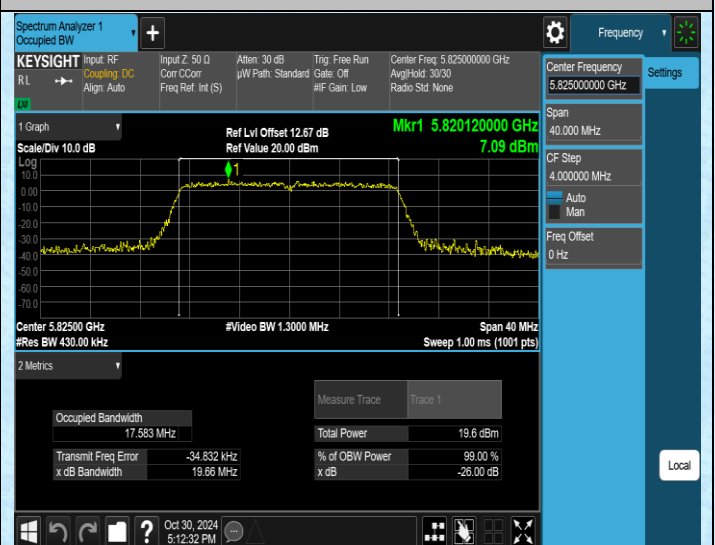 Spectrum Analyzer 1
Occupied BW
+
Frequency
KEYSIGHT
RL
LXI
Input: RF
Coupling: DC
Align: Auto
Input Z: 50 Ω
Corr CCorr
Freq Ref: Int (S)
Atten: 30 dB
µW Path: Standard
Trig: Free Run
Gate: Off
#IF Gain: Low
Center Freq: 5.825000000 GHz
Avg|Hold: 30/30
Radio Std: None
Center Frequency
5.825000000 GHz
Settings
Span
40.000 MHz
CF Step
4.000000 MHz
Auto
Man
Freq Offset
0 Hz
1 Graph
Scale/Div 10.0 dB
Ref Lvl Offset 12.67 dB
Ref Value 20.00 dBm
Mkr1 5.820120000 GHz
7.09 dBm
Log
10.0
0.00
-10.0
-20.0
-30.0
-40.0
-50.0
-60.0
-70.0
1
Center 5.82500 GHz
#Res BW 430.00 kHz
#Video BW 1.3000 MHz
Span 40 MHz
Sweep 1.00 ms (1001 pts)
2 Metrics
Measure Trace Trace 1
Occupied Bandwidth
17.583 MHz
Total Power 19.6 dBm
Transmit Freq Error -34.832 kHz
x dB Bandwidth 19.66 MHz
% of OBW Power 99.00 %
x dB -26.00 dB
Local
?
Oct 30, 2024
5:12:32 PM